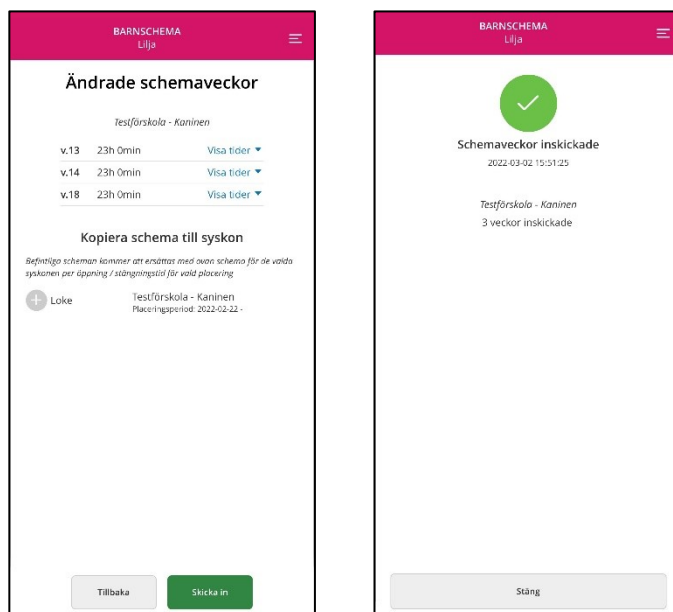 BARNSCHEMA
Lilja
Ändrade schemaveckor
Testförskola - Kaninen
v.13 23h 0min Visa tider
v.14 23h 0min Visa tider
v.18 23h 0min Visa tider
Kopiera schema till syskon
Befintliga scheman kommer att ersättas med ovan schema för de valda
syskonen per öppning / stängningstid för vald placering
Loke
Testförskola - Kaninen
Placeringsperiod: 2022-02-22 -
Tillbaka
Skicka in
BARNSCHEMA
Lilja
Schemaveckor inskickade
2022-03-02 15:51:25
Testförskola - Kaninen
3 veckor inskickade
Stäng